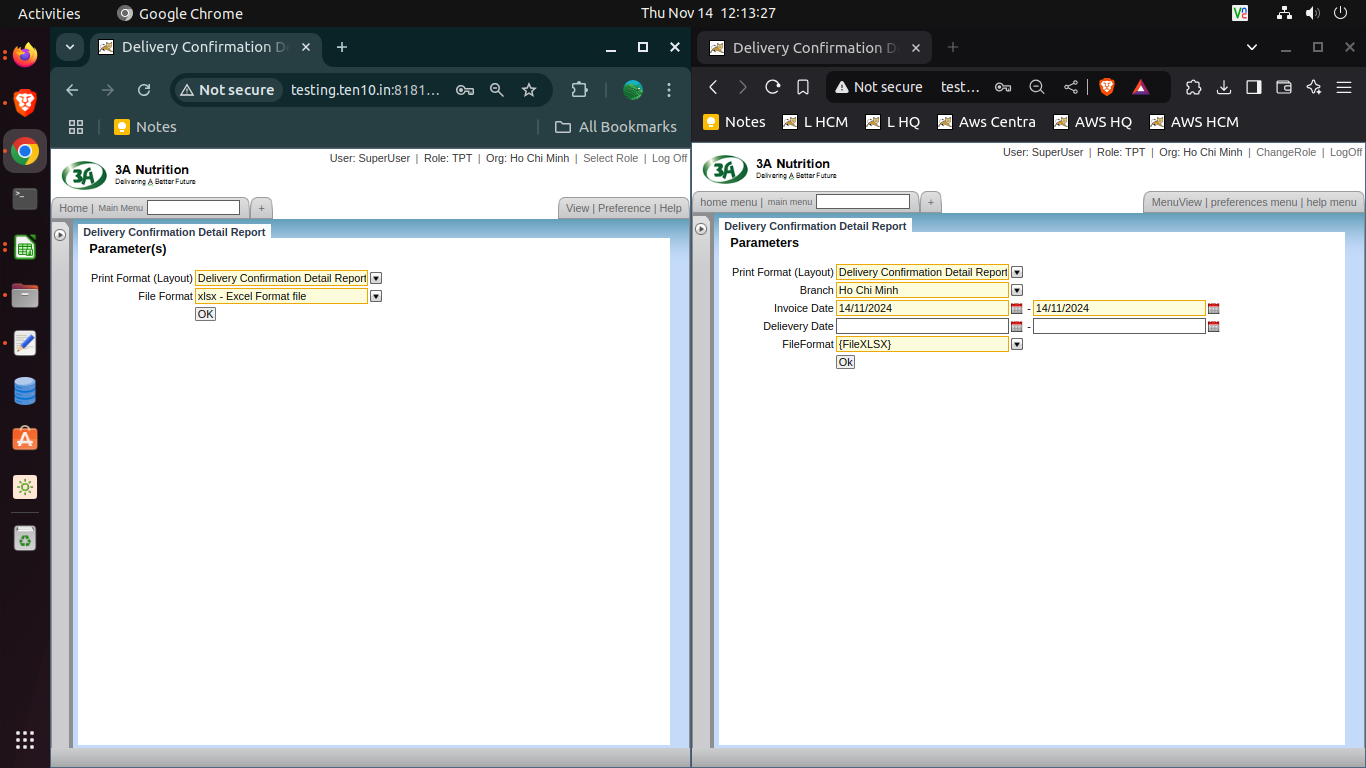 Activities
Google Chrome
Thu Nov 14 12:13:27
Delivery Confirmation D
Not secure
testing.ten10.in:8181...
Notes
All Bookmarks
User: SuperUser | Role: TPT | Org: Ho Chi Minh | Select Role | Log Off
3A
3A Nutrition
Delivering A Better Future
Home | Main Menu
+
View | Preference | Help
Delivery Confirmation Detail Report
Parameter(s)
Print Format (Layout) Delivery Confirmation Detail Report
File Format xlsx - Excel Format file
OK
Delivery Confirmation D
Not secure
test...
Notes
L HCM
L HQ
Aws Centra
AWS HQ
AWS HCM
User: SuperUser | Role: TPT | Org: Ho Chi Minh | ChangeRole | LogOff
3A
3A Nutrition
Delivering A Better Future
home menu | main menu
+
MenuView | preferences menu | help menu
Delivery Confirmation Detail Report
Parameters
Print Format (Layout) Delivery Confirmation Detail Report
Branch Ho Chi Minh
Invoice Date 14/11/2024 - 14/11/2024
Delievery Date -
FileFormat {FileXLSX}
Ok